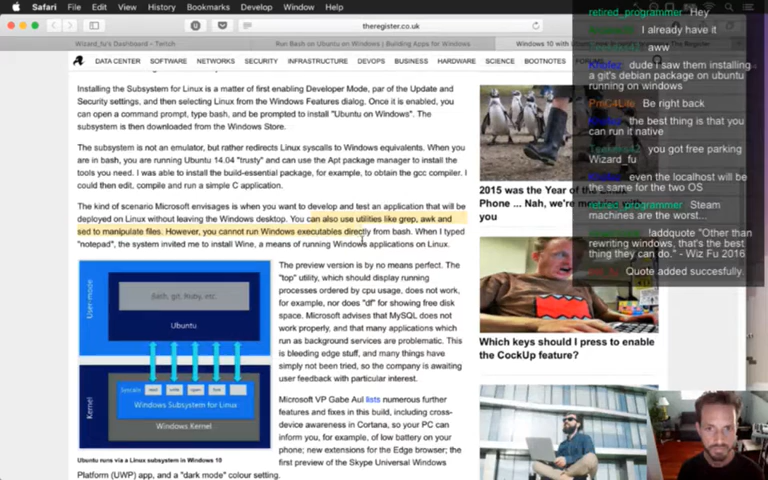 Safari File Edit View History Bookmarks Develop Window Help
theregister.co.uk
Wizard_fu's Dashboard - Twitch
Run Bash on Ubuntu on Windows | Building Apps for Windows
Windows 10 with
DATA CENTER SOFTWARE NETWORKS SECURITY INFRASTRUCTURE DEVOPS BUSINESS HARDWARE SCIENCE BOOTNOTES
Installing the Subsystem for Linux is a matter of first enabling Developer Mode, part of the Update and
Security settings, and then selecting Linux from the Windows Features dialog. Once it is enabled, you
can open a command prompt, type bash, and be prompted to install "Ubuntu on Windows". The
subsystem is then downloaded from the Windows Store.
The subsystem is not an emulator, but rather redirects Linux syscalls to Windows equivalents. When you
are in bash, you are running Ubuntu 14.04 "trusty" and can use the Apt package manager to install the
tools you need. I was able to install the build-essential package, for example, to obtain the gcc compiler. I
could then edit, compile and run a simple C application.
The kind of scenario Microsoft envisages is when you want to develop and test an application that will be
deployed on Linux without leaving the Windows desktop. You can also use utilities like grep, awk and
sed to manipulate files. However, you cannot run Windows executables directly from bash. When I typed
"notepad", the system invited me to install Wine, a means of running Windows applications on Linux.
User-mode
Bash, git, Ruby, etc.
Ubuntu
Kernel
Windows Subsystem for Linux
Windows Kernel
Ubuntu runs via a Linux subsystem in Windows 10
The preview version is by no means perfect. The
"top" utility, which should display running
processes ordered by cpu usage, does not work,
for example, nor does "df" for showing free disk
space. Microsoft advises that MySQL does not
work properly, and that many applications which
run as background services are problematic. This
is bleeding edge stuff, and many things have
simply not been tried, so the company is awaiting
user feedback with particular interest.
Microsoft VP Gabe Aul lists numerous further
features and fixes in this build, including cross-
device awareness in Cortana, so your PC can
inform you, for example, of low battery on your
phone; new extensions for the Edge browser; the
first preview of the Skype Universal Windows
Platform (UWP) app, and a "dark mode" colour setting.
2015 was the Year of
Phone ... Nah, we're
you
Which keys should I press to enable
the CockUp feature?
retired_programmer Hey
I already have it
aww
dude i saw them installing
a git's debian package on ubuntu
running on windows
PmC4Life Be right back
the best thing is that you
can run it native
you got free parking
Wizard_fu
even the localhost will be
the same for the two OS
retired_programmer Steam
machines are the worst...
!addquote "Other than
rewriting windows, that's the best
thing they can do." - Wiz Fu 2016
Quote added succesfully.